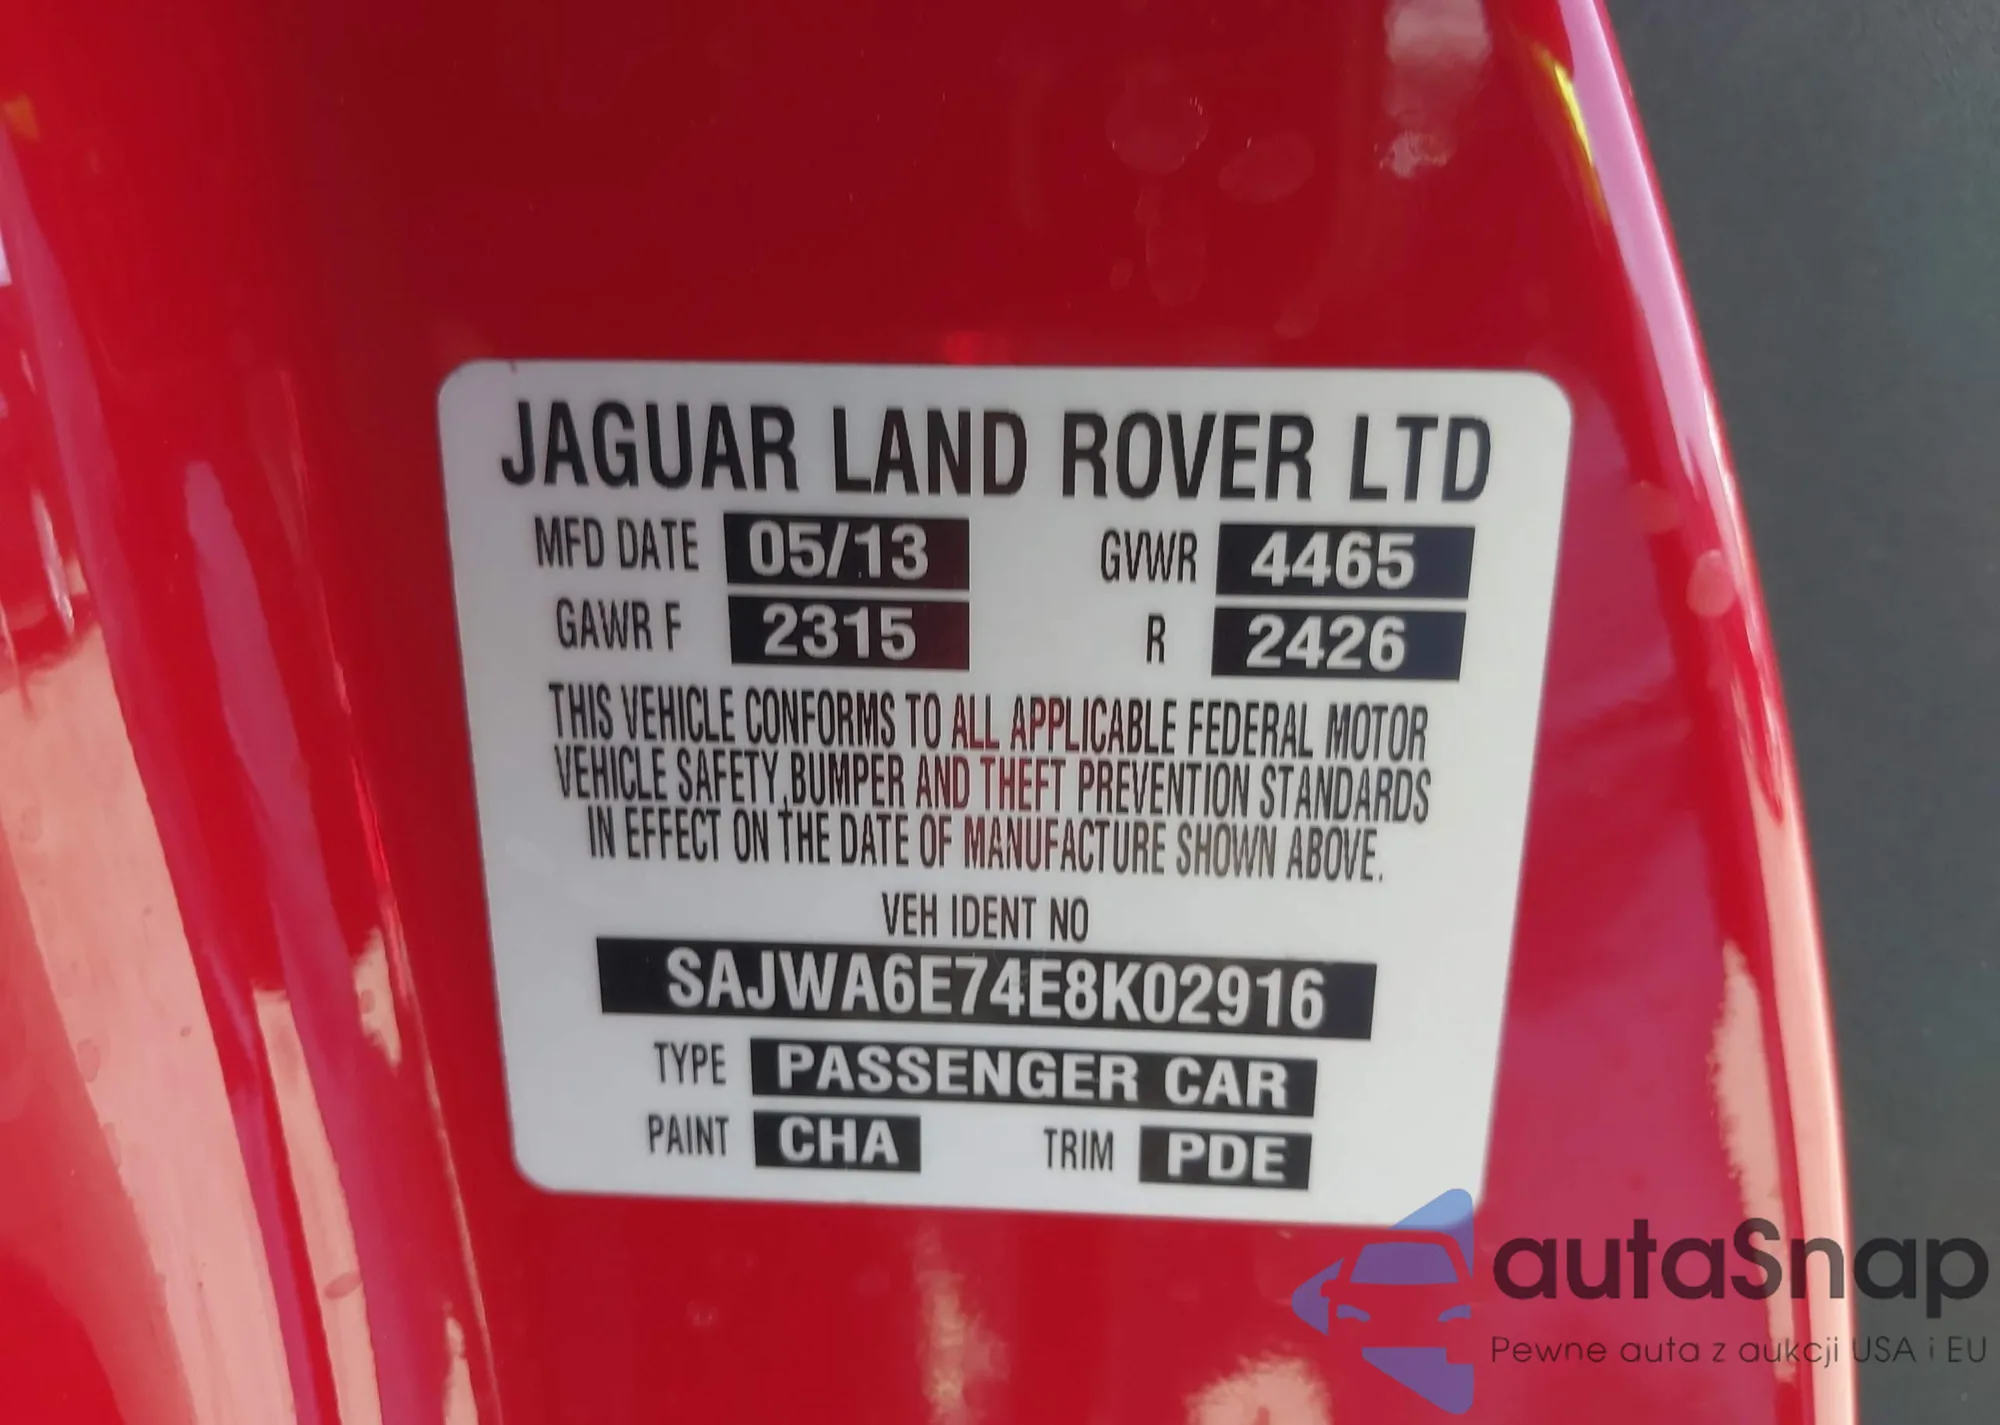 JAGUAR LAND ROVER LTD
MFD DATE 05/13 GVWR 4465
GAWR F 2315 R 2426
THIS VEHICLE CONFORMS TO ALL APPLICABLE FEDERAL MOTOR
VEHICLE SAFETY, BUMPER AND THEFT PREVENTION STANDARDS
IN EFFECT ON THE DATE OF MANUFACTURE SHOWN ABOVE.
VEH IDENT NO
SAJWA6E74E8K02916
TYPE PASSENGER CAR
PAINT CHA TRIM PDE
autaSnap
Pewne auta z aukcji USA i EU